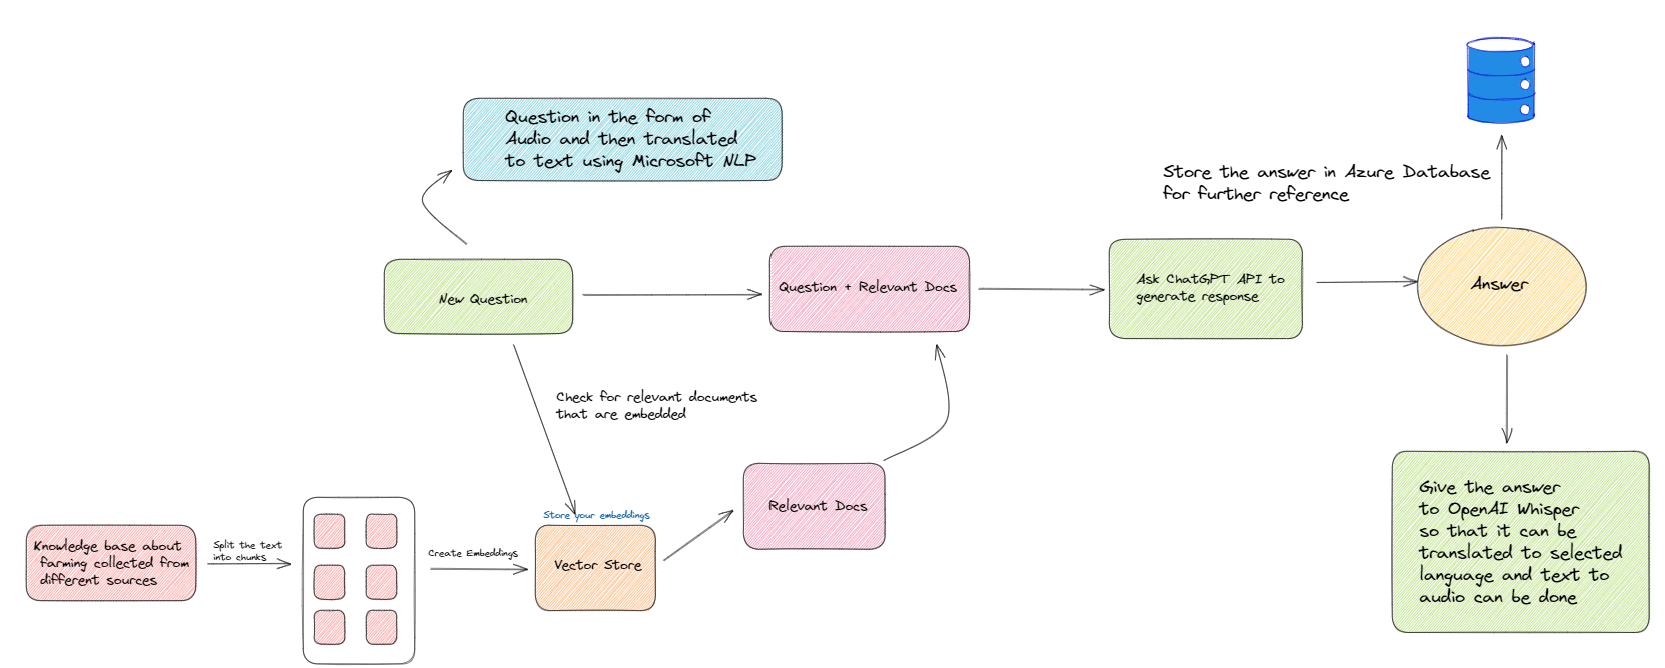 Question in the form of
Audio and then translated
to text using Microsoft NLP
Store the answer in Azure Database
for further reference
New Question
Question + Relevant Docs
Ask ChatGPT API to
generate response
Answer
Check for relevant documents
that are embedded
Knowledge base about
farming collected from
different sources
Split the text
into chunks
Create Embeddings
Store your embeddings
Vector Store
Relevant Docs
Give the answer
to OpenAI Whisper
so that it can be
translated to selected
language and text to
audio can be done